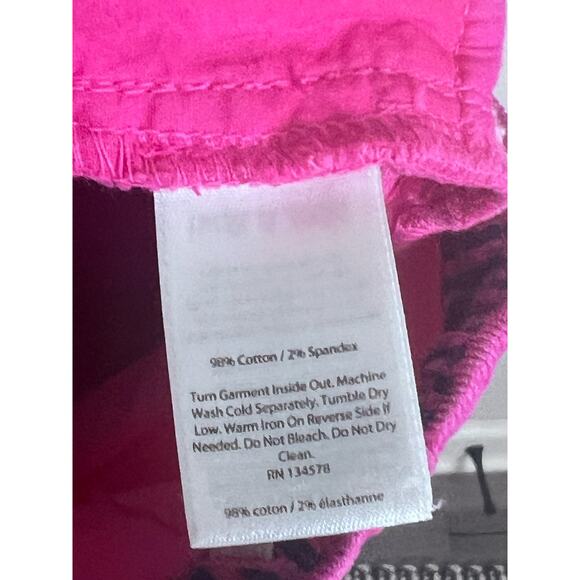 98% Cotton / 2% Spandex
Turn Garment Inside Out. Machine
Wash Cold Separately. Tumble Dry
Low. Warm Iron On Reverse Side If
Needed. Do Not Bleach. Do Not Dry
Clean.
RN 134578
98% coton / 2% élasthanne